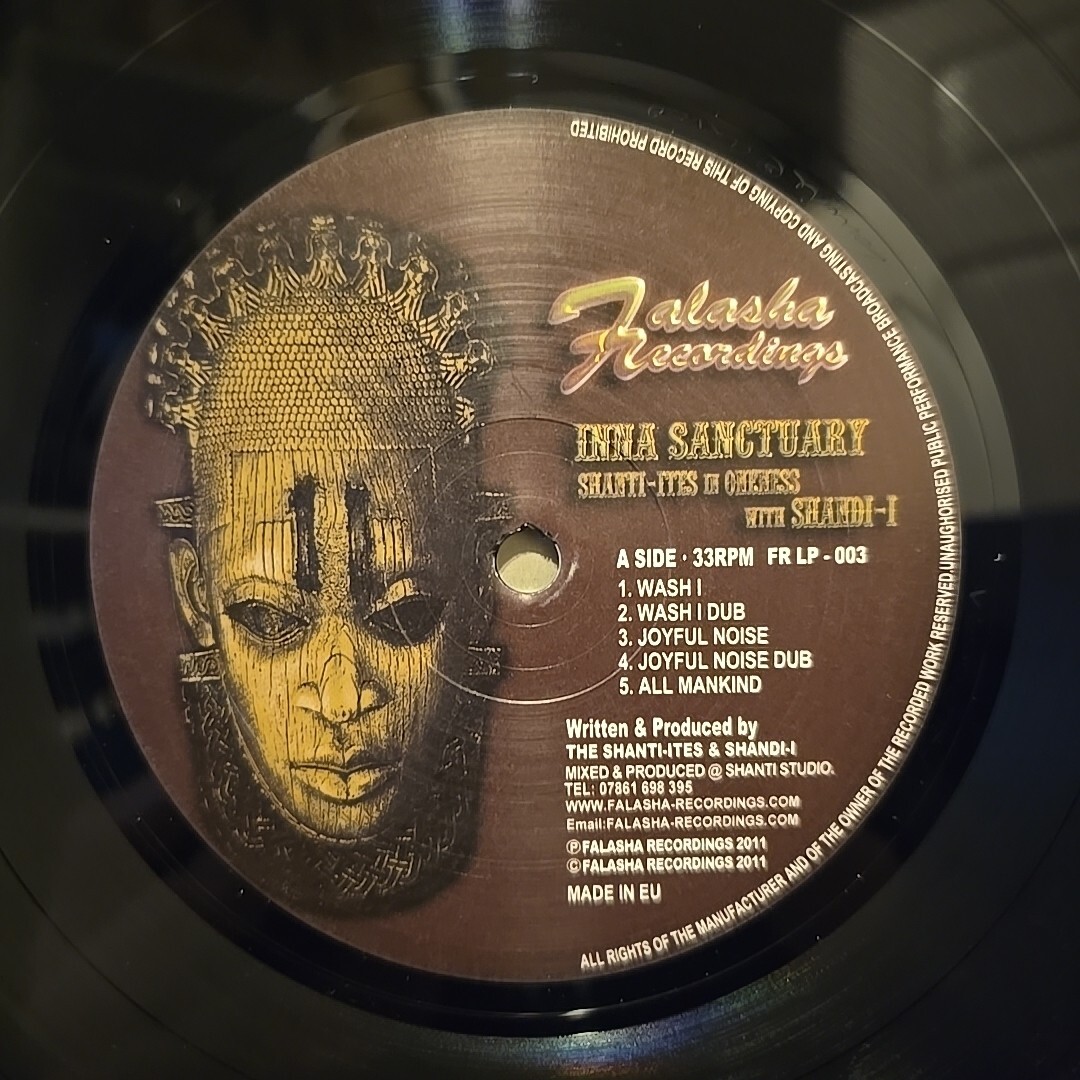 Falasha
Recordings
INNA SANCTUARY
SHANTI-ITES IN ONENESS
WITH SHANDI-I
A SIDE · 33RPM FR LP - 003
1. WASH I
2. WASH I DUB
3. JOYFUL NOISE
4. JOYFUL NOISE DUB
5. ALL MANKIND
Written & Produced by
THE SHANTI-ITES & SHANDI-I
MIXED & PRODUCED @ SHANTI STUDIO.
TEL: 07861 698 395
WWW.FALASHA-RECORDINGS.COM
Email:FALASHA-RECORDINGS.COM
℗FALASHA RECORDINGS 2011
©FALASHA RECORDINGS 2011
MADE IN EU
ALL RIGHTS OF THE MANUFACTURER AND OF THE OWNER OF THE RECORDED WORK RESERVED.UNAUGHORISED PUBLIC PERFORMANCE BROADCASTING AND COPYING OF THIS RECORD PROHIBITED